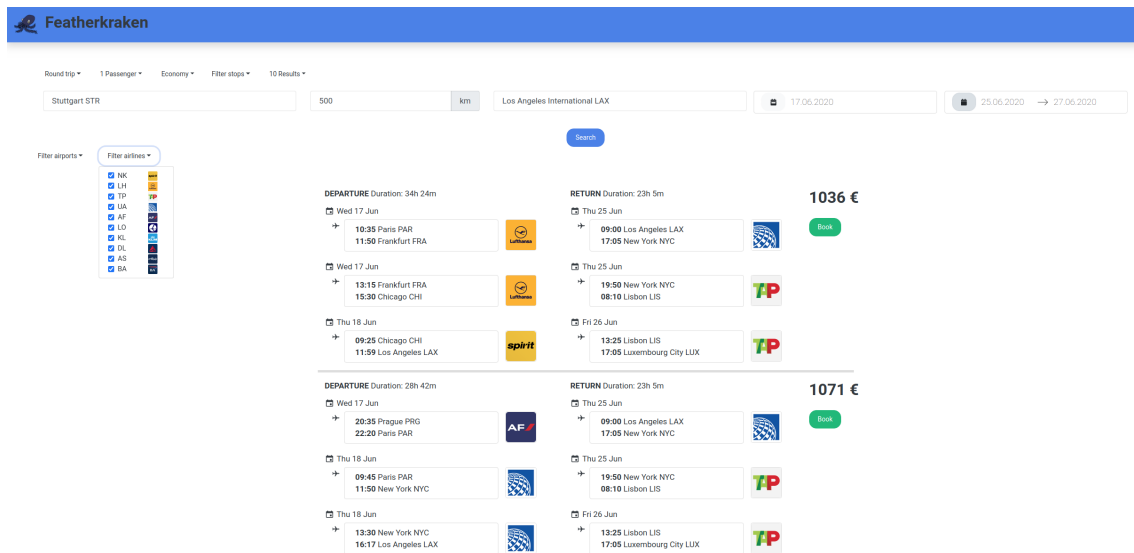 Featherkraken
Round trip 1 Passenger Economy Filter stops 10 Results
Stuttgart STR 500 km Los Angeles International LAX 17.06.2020 25.06.2020 → 27.06.2020
Search
Filter airports Filter airlines
NK
LH
TP
UA
AF
LO
KL
DL
AS
BA
DEPARTURE Duration: 34h 24m
Wed 17 Jun
10:35 Paris PAR
11:50 Frankfurt FRA
Lufthansa
Wed 17 Jun
13:15 Frankfurt FRA
15:30 Chicago CHI
Lufthansa
Thu 18 Jun
09:25 Chicago CHI
11:59 Los Angeles LAX
spirit
RETURN Duration: 23h 5m
Thu 25 Jun
09:00 Los Angeles LAX
17:05 New York NYC
Thu 25 Jun
19:50 New York NYC
08:10 Lisbon LIS
TAP
Fri 26 Jun
13:25 Lisbon LIS
17:05 Luxembourg City LUX
TAP
1036 €
Book
DEPARTURE Duration: 28h 42m
Wed 17 Jun
20:35 Prague PRG
22:20 Paris PAR
AF
Thu 18 Jun
09:45 Paris PAR
11:50 New York NYC
Thu 18 Jun
13:30 New York NYC
16:17 Los Angeles LAX
RETURN Duration: 23h 5m
Thu 25 Jun
09:00 Los Angeles LAX
17:05 New York NYC
Thu 25 Jun
19:50 New York NYC
08:10 Lisbon LIS
TAP
Fri 26 Jun
13:25 Lisbon LIS
17:05 Luxembourg City LUX
TAP
1071 €
Book